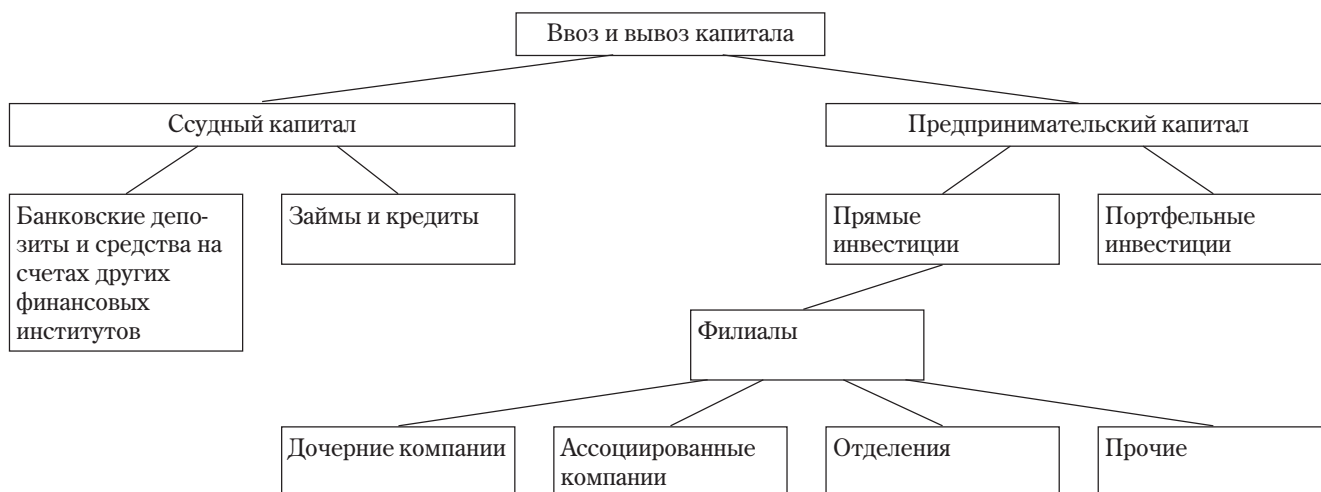 Ввоз и вывоз капитала
Ссудный капитал
Предпринимательский капитал
Банковские депо-
зиты и средства на
счетах других
финансовых
институтов
Займы и кредиты
Прямые
инвестиции
Портфельные
инвестиции
Филиалы
Дочерние компании
Ассоциированные
компании
Отделения
Прочие